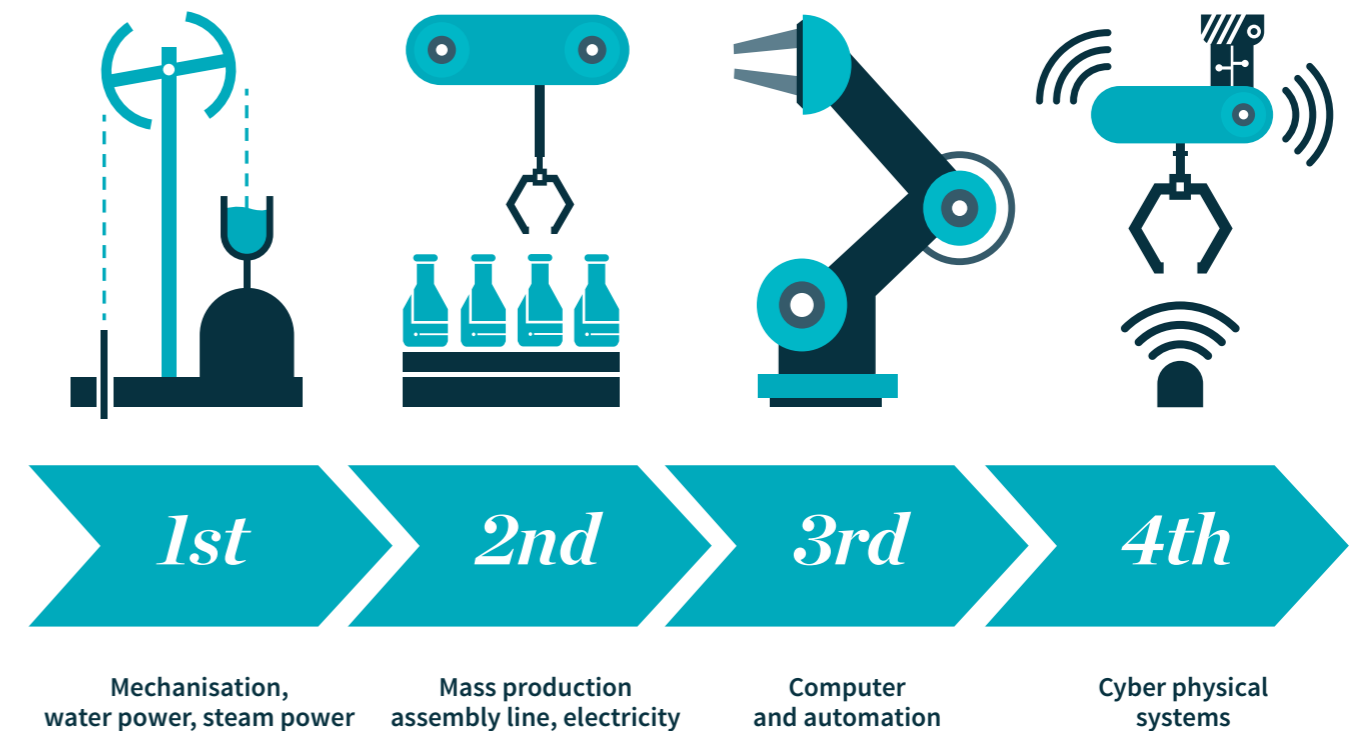 1st
2nd
3rd
4th
Mechanisation,
water power, steam power
Mass production
assembly line, electricity
Computer
and automation
Cyber physical
systems